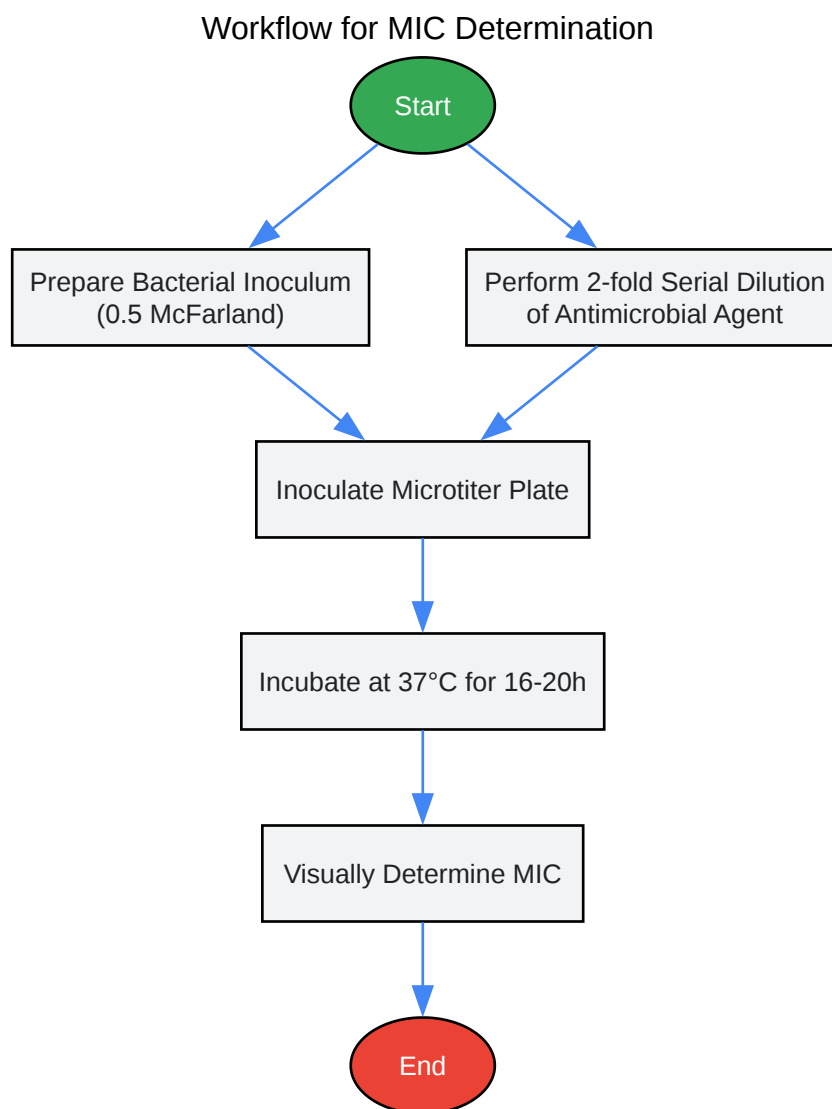 Workflow for MIC Determination
Start
Prepare Bacterial Inoculum
(0.5 McFarland)
Perform 2-fold Serial Dilution
of Antimicrobial Agent
Inoculate Microtiter Plate
Incubate at 37°C for 16-20h
Visually Determine MIC
End